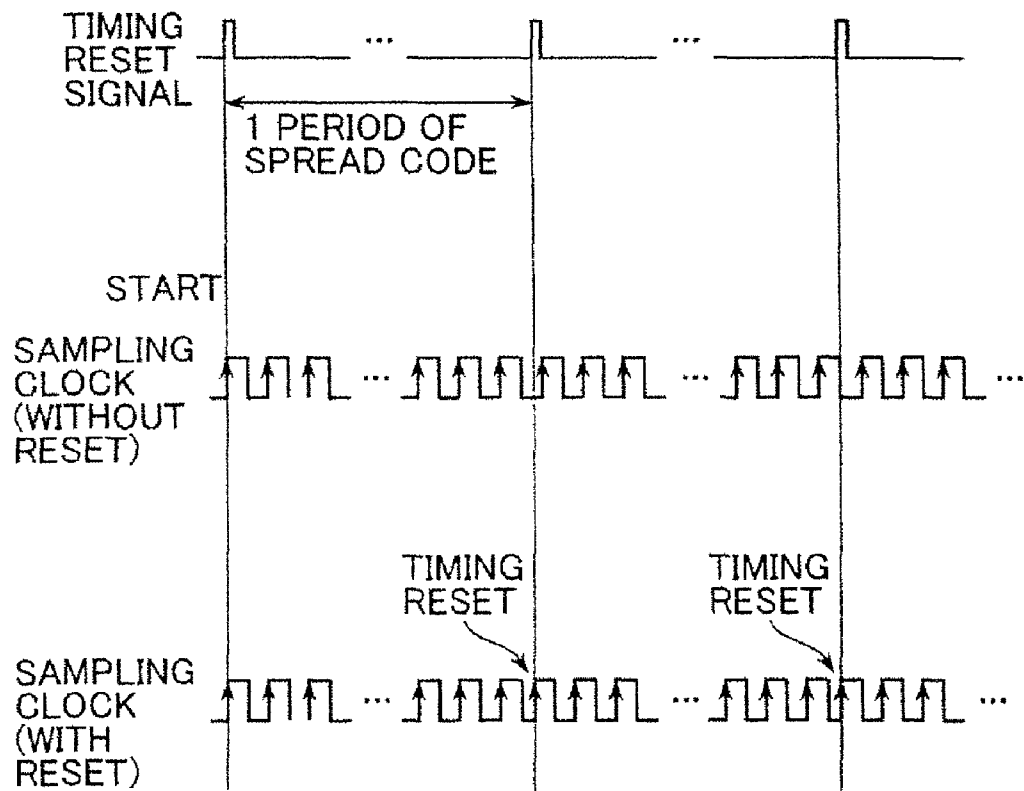 TIMING
RESET
SIGNAL
...
...
1 PERIOD OF
SPREAD CODE
START
SAMPLING
CLOCK
(WITHOUT
RESET)
...
...
...
TIMING
RESET
TIMING
RESET
SAMPLING
CLOCK
(WITH
RESET)
...
...
...